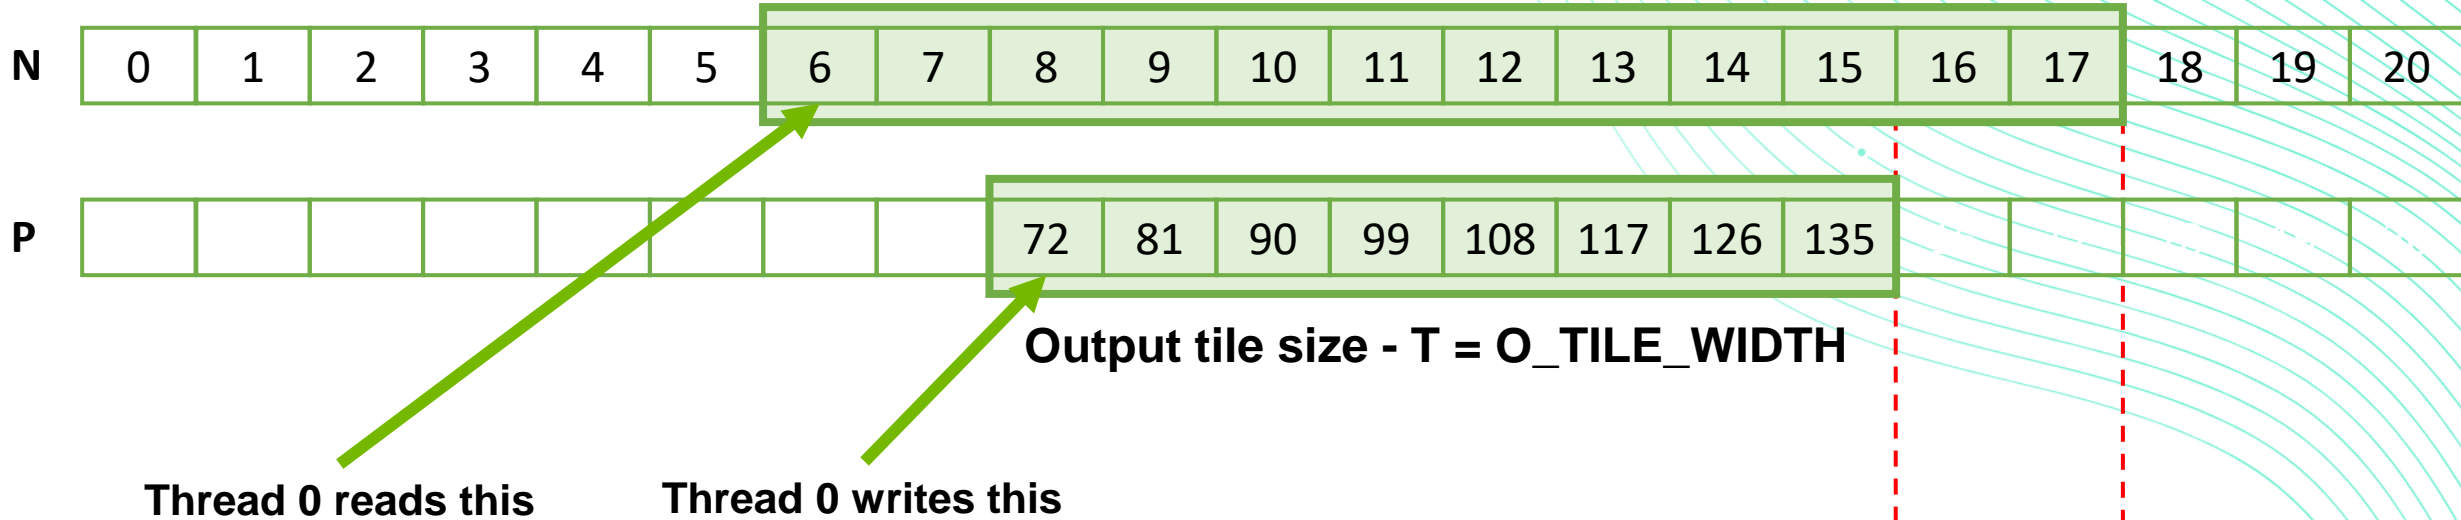 N 0 1 2 3 4 5 6 7 8 9 10 11 12 13 14 15 16 17 18 19 20
P 72 81 90 99 108 117 126 135
Output tile size - T = O_TILE_WIDTH
Thread 0 reads this Thread 0 writes this